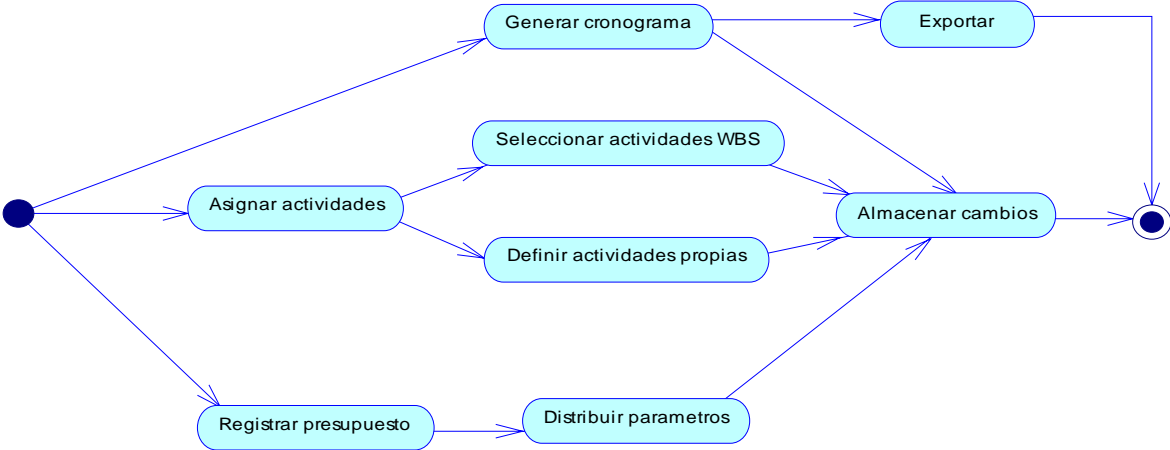 Generar cronograma
Exportar
Seleccionar actividades WBS
Asignar actividades
Almacenar cambios
Definir actividades propias
Registrar presupuesto
Distribuir parametros